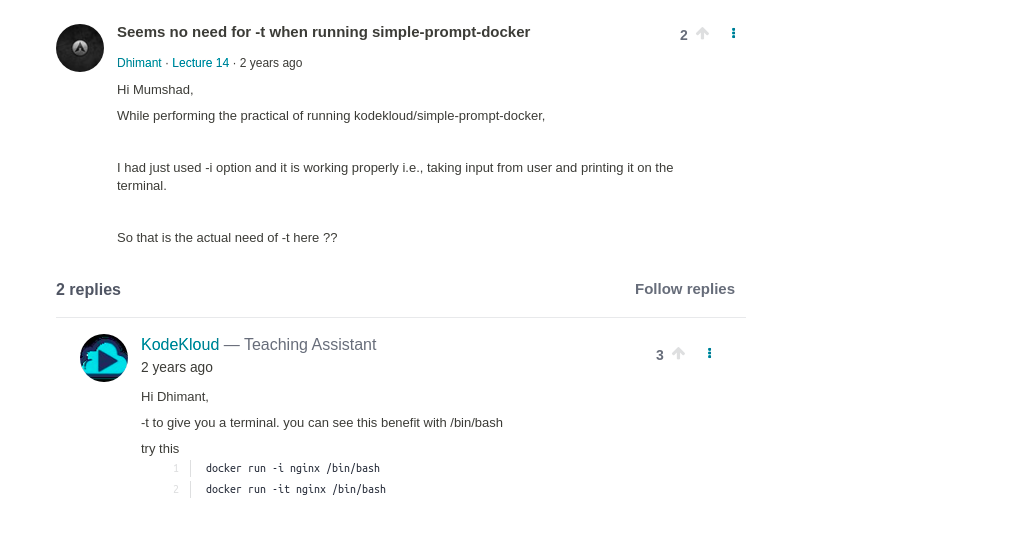 Seems no need for -t when running simple-prompt-docker
2
Dhimant · Lecture 14 · 2 years ago
Hi Mumshad,
While performing the practical of running kodekloud/simple-prompt-docker,
I had just used -i option and it is working properly i.e., taking input from user and printing it on the
terminal.
So that is the actual need of -t here ??
2 replies
Follow replies
KodeKloud — Teaching Assistant
3
2 years ago
Hi Dhimant,
-t to give you a terminal. you can see this benefit with /bin/bash
try this
1 docker run -i nginx /bin/bash
2 docker run -it nginx /bin/bash